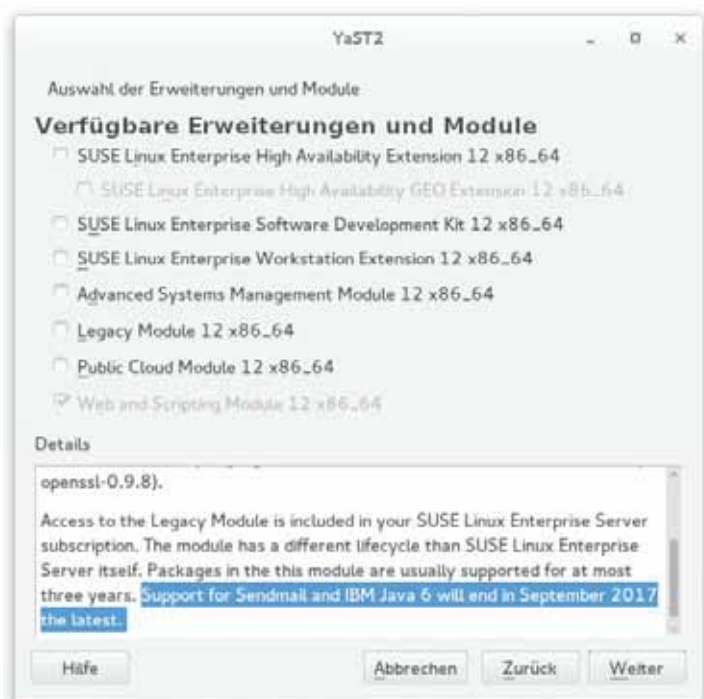 YaST2
Auswahl der Erweiterungen und Module
Verfügbare Erweiterungen und Module
SUSE Linux Enterprise High Availability Extension 12 x86_64
SUSE Linux Enterprise High Availability GEO Extension 12 x86_64
SUSE Linux Enterprise Software Development Kit 12 x86_64
SUSE Linux Enterprise Workstation Extension 12 x86_64
Advanced Systems Management Module 12 x86_64
Legacy Module 12 x86_64
Public Cloud Module 12 x86_64
Web and Scripting Module 12 x86_64
Details
openssl-0.9.8).
Access to the Legacy Module is included in your SUSE Linux Enterprise Server
subscription. The module has a different lifecycle than SUSE Linux Enterprise
Server itself. Packages in the this module are usually supported for at most
three years. Support for Sendmail and IBM Java 6 will end in September 2017
the latest.
Hilfe Abbrechen Zurück Weiter